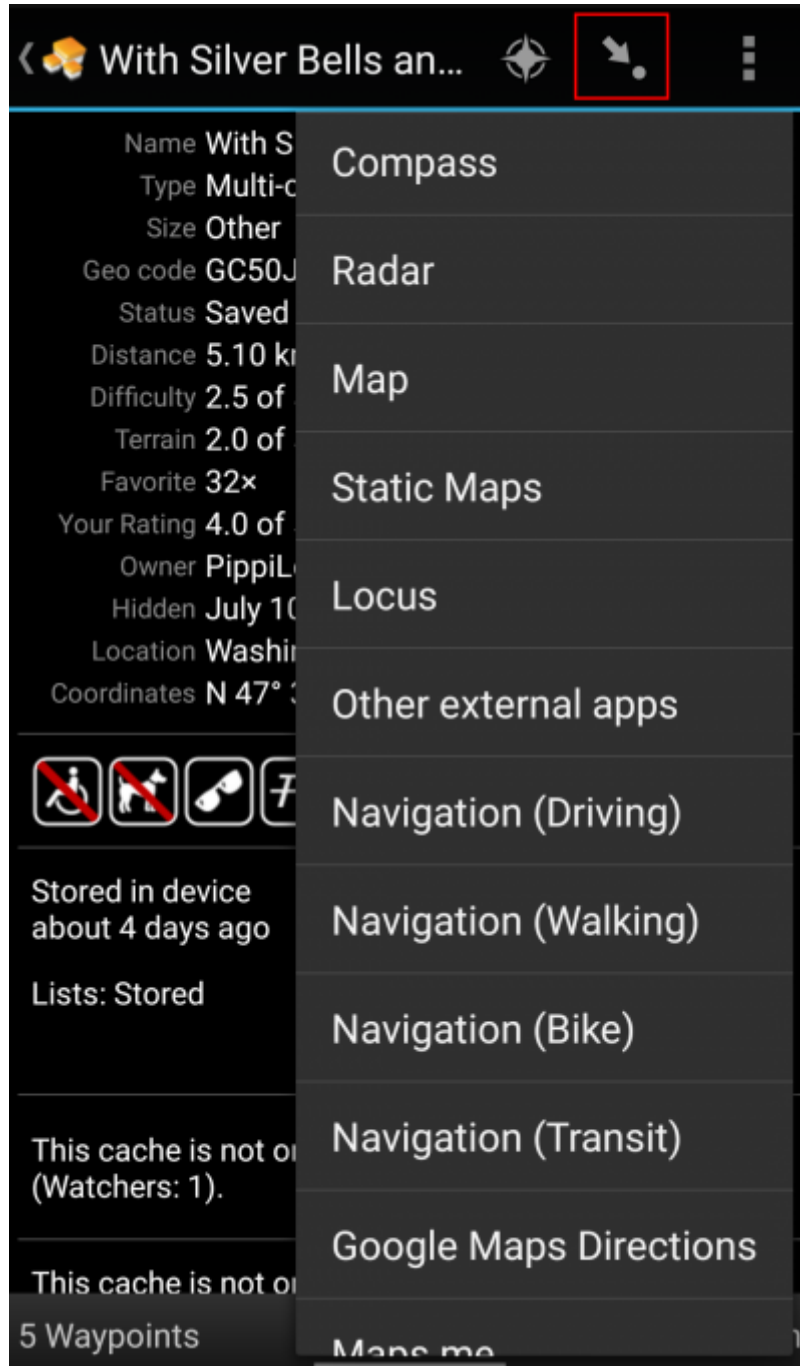 With Silver Bells an...
Name With S
Type Multi-c
Size Other
Geo code GC50J
Status Saved
Distance 5.10 k
Difficulty 2.5 of
Terrain 2.0 of
Favorite 32×
Your Rating 4.0 of
Owner PippiL
Hidden July 10
Location Washi
Coordinates N 47°
Stored in device
about 4 days ago
Lists: Stored
This cache is not o
(Watchers: 1).
This cache is not o
5 Waypoints
Compass
Radar
Map
Static Maps
Locus
Other external apps
Navigation (Driving)
Navigation (Walking)
Navigation (Bike)
Navigation (Transit)
Google Maps Directions
Maps me